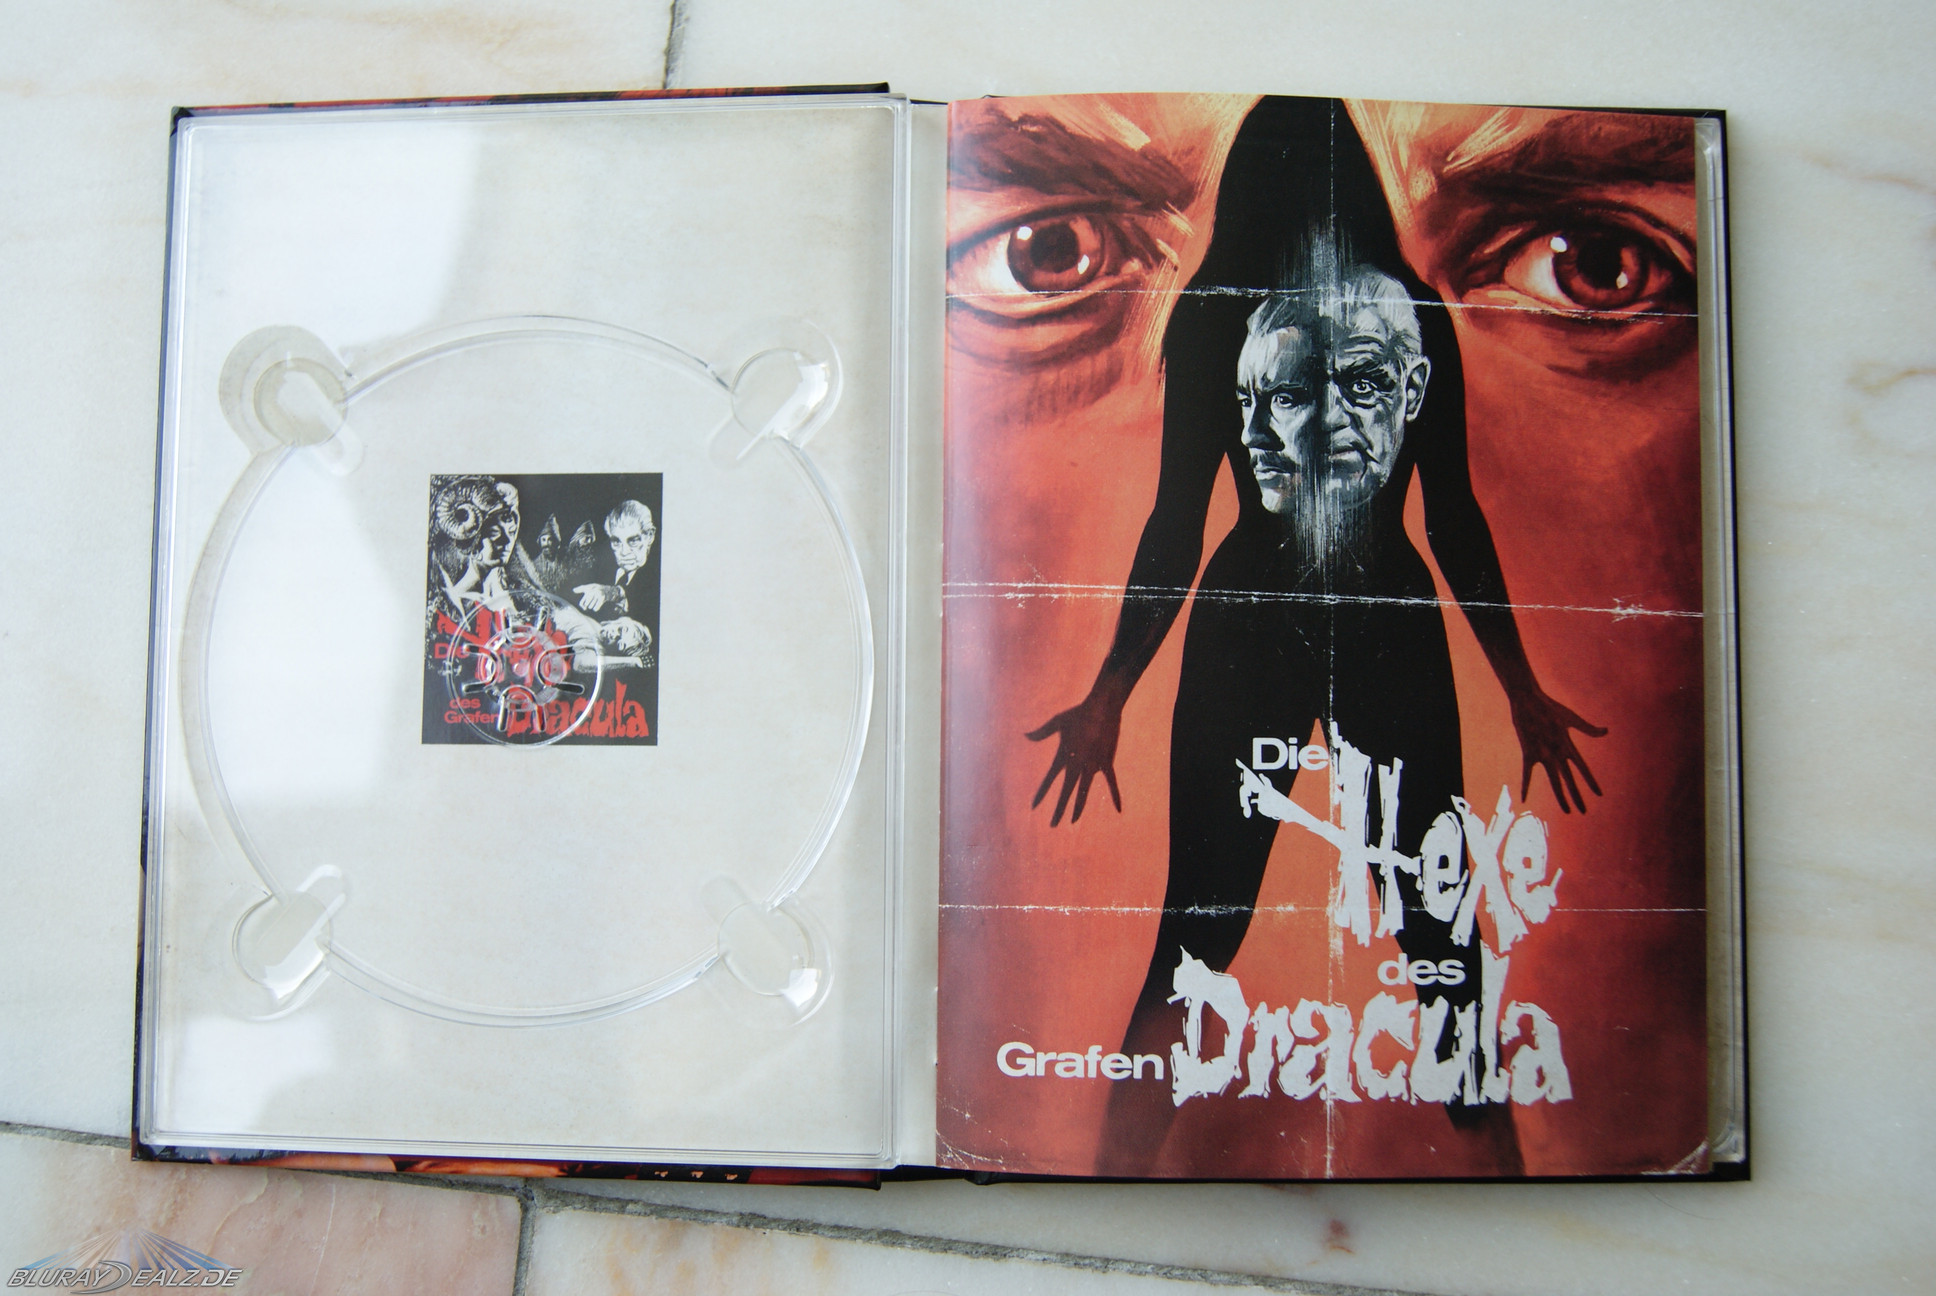 Die
des
Grafen Dracula
Die Hexe
des
Grafen Dracula
BLURAYDEALZ.DE